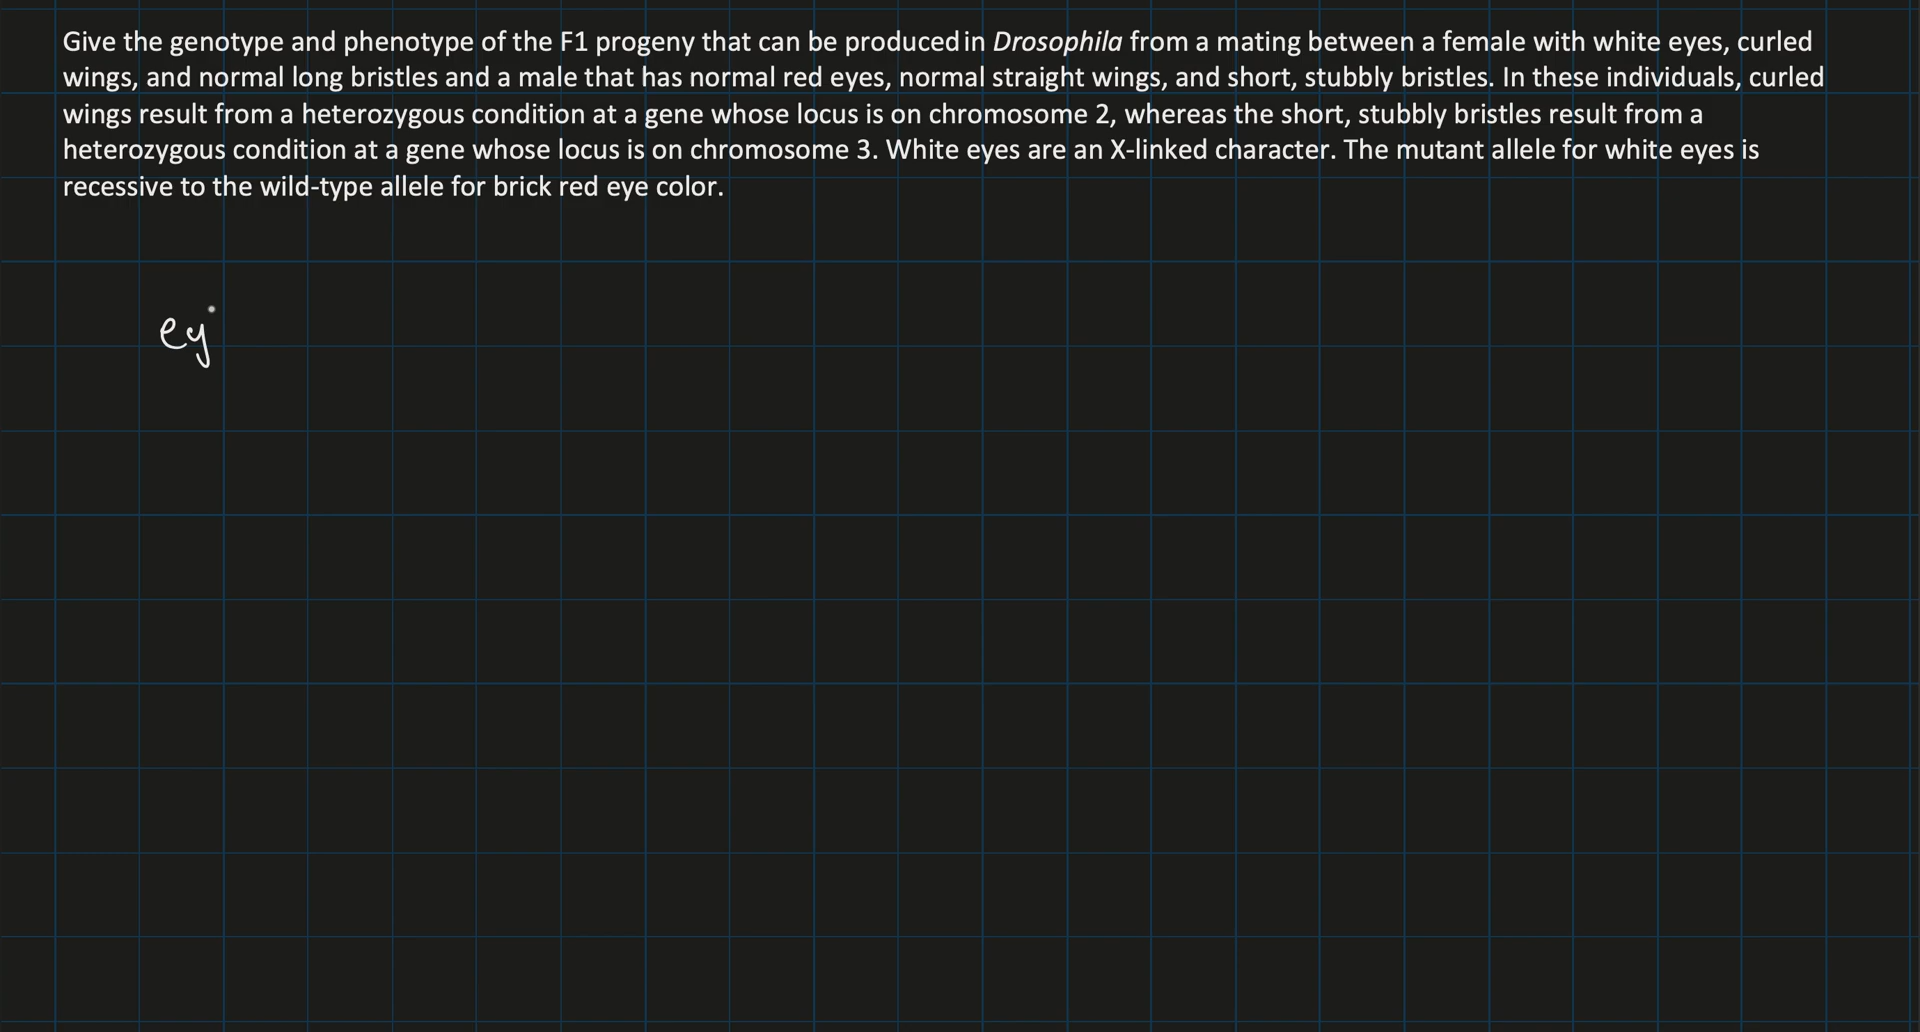 Give the genotype and phenotype of the F1 progeny that can be produced in Drosophila from a mating between a female with white eyes, curled
wings, and normal long bristles and a male that has normal red eyes, normal straight wings, and short, stubbly bristles. In these individuals, curled
wings result from a heterozygous condition at a gene whose locus is on chromosome 2, whereas the short, stubbly bristles result from a
heterozygous condition at a gene whose locus is on chromosome 3. White eyes are an X-linked character. The mutant allele for white eyes is
recessive to the wild-type allele for brick red eye color.
ey